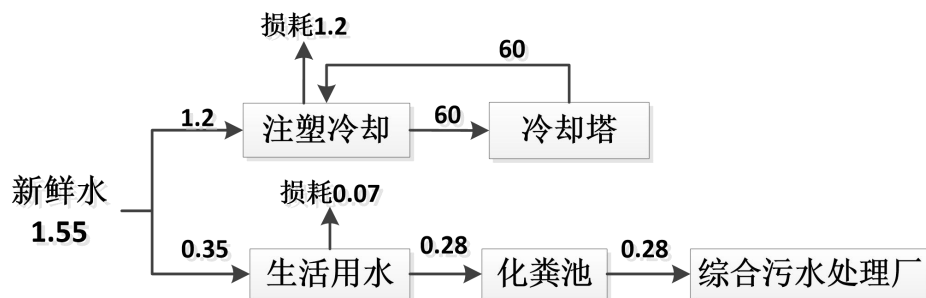 损耗1.2
60
1.2
注塑冷却
60
冷却塔
新鲜水
1.55
损耗0.07
0.35
生活用水
0.28
化粪池
0.28
综合污水处理厂